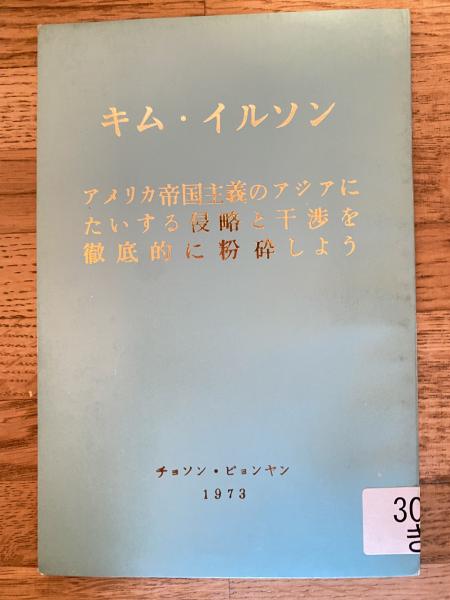 キム・イルソン
アメリカ帝国主義のアジアに
たいする侵略と干渉を
徹底的に粉砕しよう
チョソン・ピョンヤン
1973
30